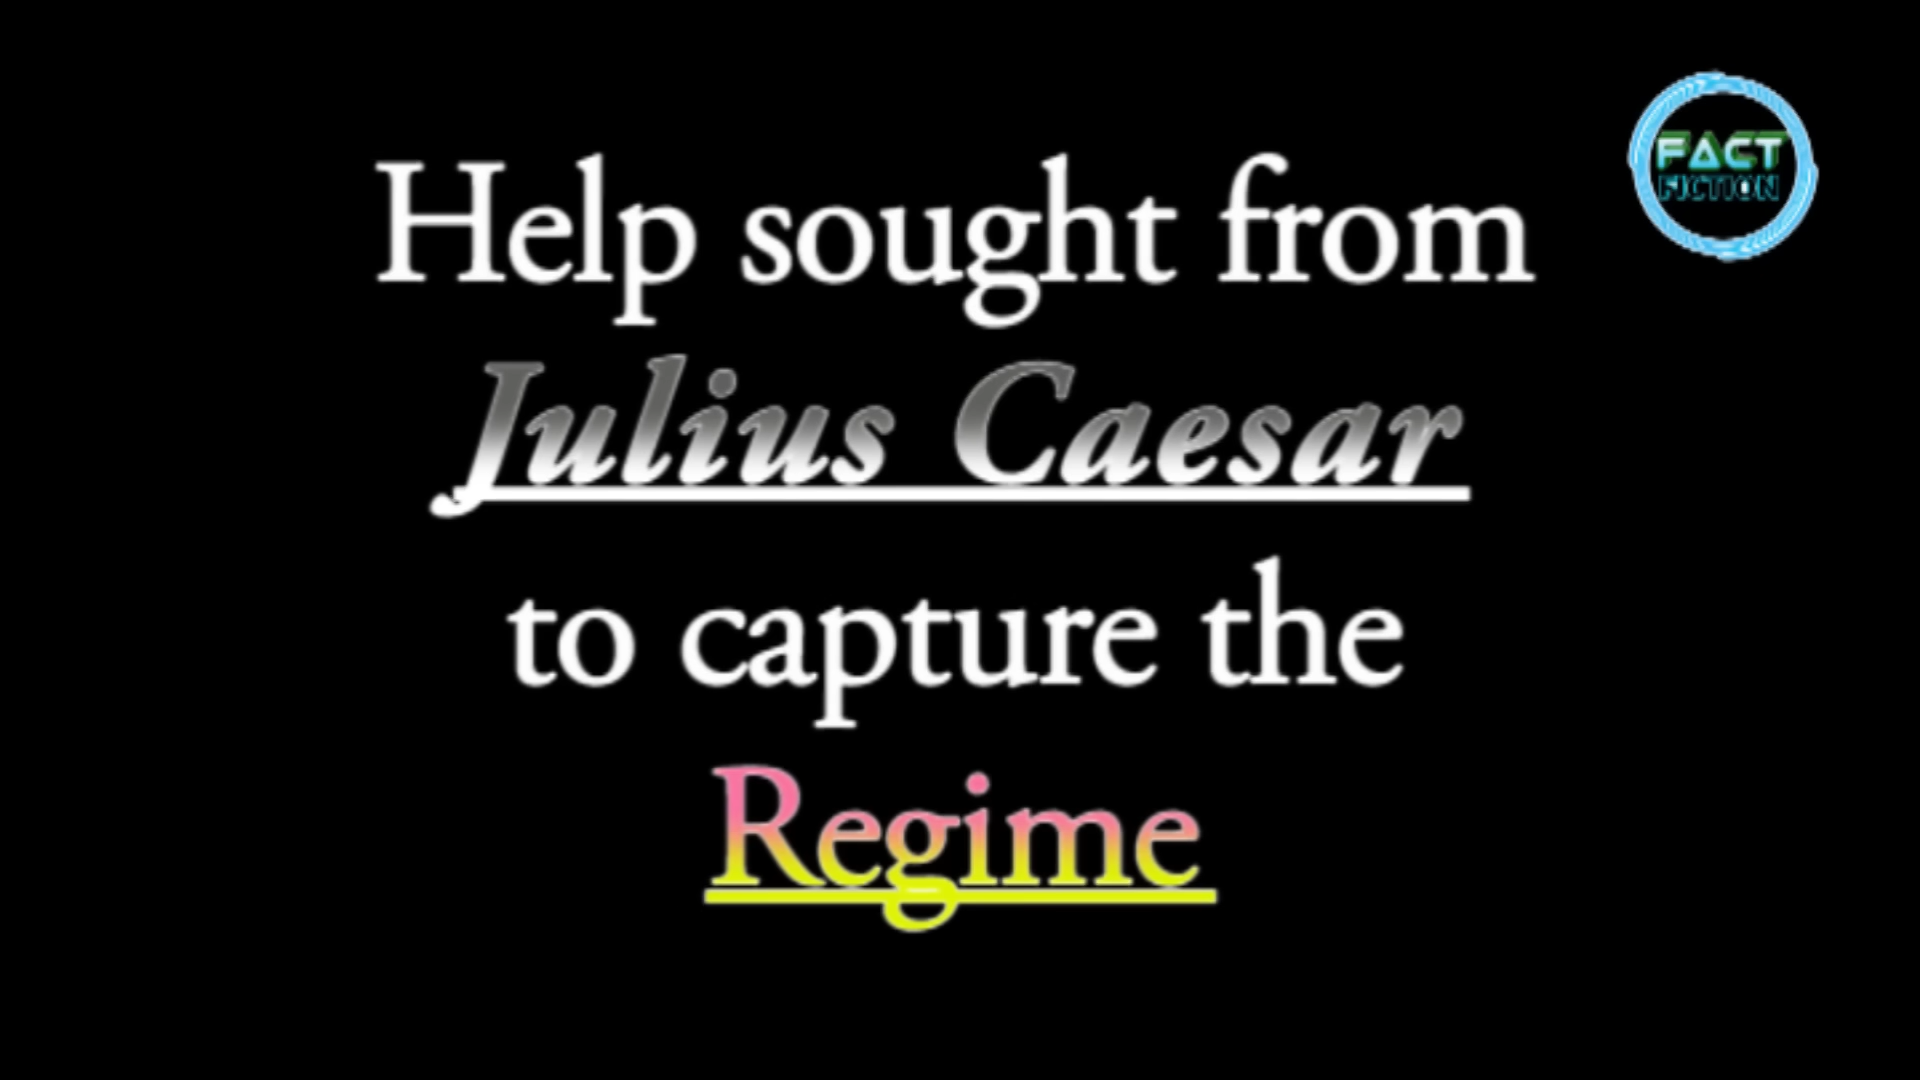 Help sought from
Julius Caesar
to capture the
Regime
FACT
FICTION